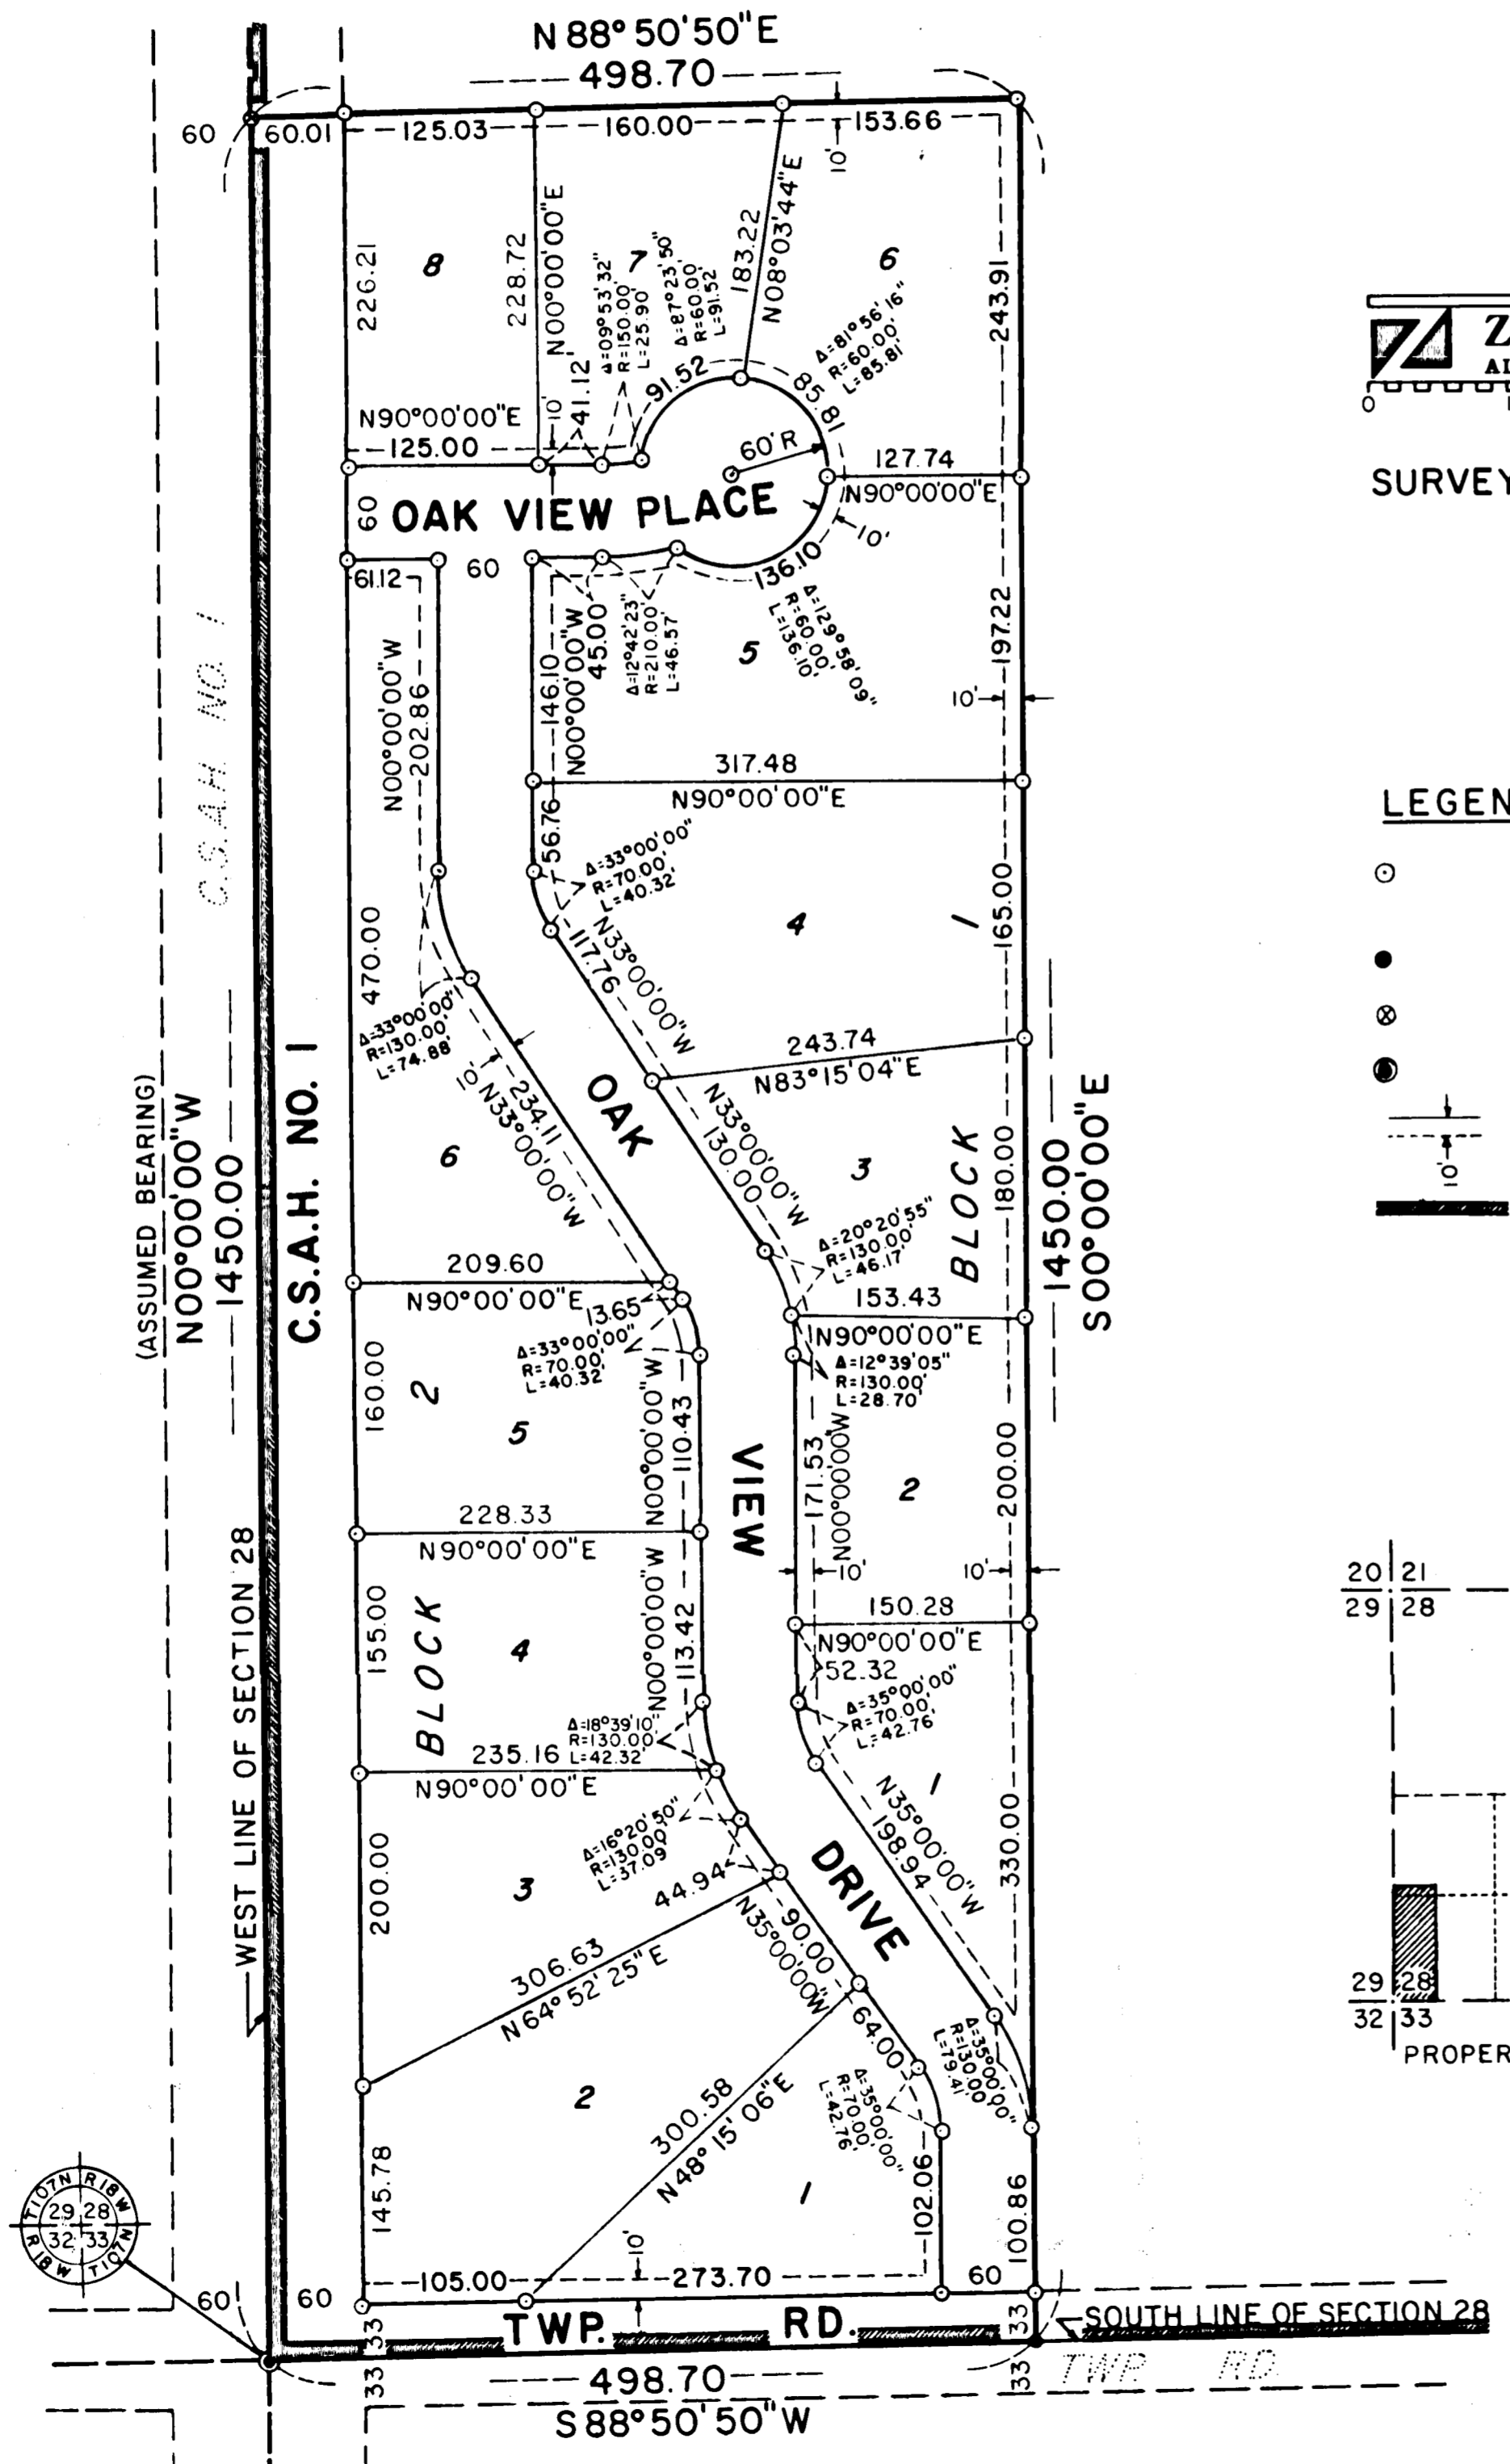 N 88° 50' 50" E
498.70
60
60.01
125.03
160.00
153.66
10'
226.21
8
228.72
N00°00'00"E
7
Δ=09°53'32"
R=150.00'
L=25.90'
Δ=87°23'50"
R=60.00'
L=91.52'
183.22
N08°03'44"E
6
Δ=81°56'16"
R=60.00'
L=85.81'
243.91
N90°00'00"E
125.00
10'
41.12'
91.52
85.81
60'R
127.74
N90°00'00"E
60
OAK VIEW PLACE
10'
61.12
60
136.10
Δ=129°58'09"
R=60.00'
L=136.10'
N00°00'00"W
202.86
146.10
N00°00'00"W
45.00
Δ=12°42'23"
R=210.00'
L=46.57'
5
197.22
10'
C.S.A.H. NO. 1
317.48
N90°00'00"E
56.76
Δ=33°00'00"
R=70.00'
L=40.32'
470.00
117.76
N33°00'00"W
4
1
165.00
Δ=33°00'00"
R=130.00'
L=74.88'
10'
234.11
N33°00'00"W
243.74
N83°15'04"E
(ASSUMED BEARING)
N00°00'00"W
1450.00
C.S.A.H. NO. 1
OAK
6
N33°00'00"W
130.00
3
BLOCK
180.00
1450.00
S00°00'00"E
Δ=20°20'55"
R=130.00'
L=46.17'
209.60
N90°00'00"E
13.65
153.43
N90°00'00"E
Δ=33°00'00"
R=70.00'
L=40.32'
Δ=12°39'05"
R=130.00'
L=28.70'
160.00
2
5
N00°00'00"W
110.43
VIEW
171.53
N00°00'00"W
2
200.00
228.33
N90°00'00"E
10'
10'
WEST LINE OF SECTION 28
155.00
BLOCK
4
N00°00'00"W
113.42
150.28
N90°00'00"E
52.32
Δ=18°39'10"
R=130.00'
L=42.32'
235.16
N90°00'00"E
Δ=35°00'00"
R=70.00'
L=42.76'
1
Δ=16°20'50"
R=130.00'
L=37.09'
200.00
3
44.94
DRIVE
N35°00'00"W
198.94
330.00
306.63
N 64° 52' 25" E
90.00
N35°00'00"W
2
64.00
Δ=35°00'00"
R=130.00'
L=79.41'
Δ=35°00'00"
R=70.00'
L=42.76'
300.58
N 48° 15' 06" E
145.78
1
102.06
100.86
T107N R18W
29 28
32 33
R18W T107N
60
60
105.00
10'
273.70
60
33
33
TWP. RD.
33
33
SOUTH LINE OF SECTION 28
TWP. RD.
498.70
S 88° 50' 50" W
Z
0
SURVEY
LEGEN
10'
20 21
29 28
29 28
32 33
PROPER